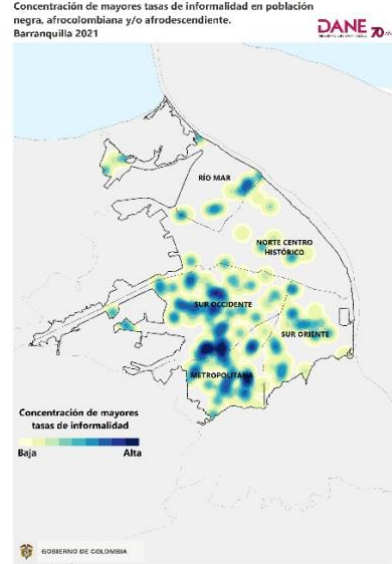 Concentración de mayores tasas de informalidad en población
negra, afrocolombiana y/o afrodescendiente.
Barranquilla 2021
DANE 70
RÍO MAR
NORTE CENTRO
HISTÓRICO
SUR OCCIDENTE
SUR ORIENTE
METROPOLITANA
Concentración de mayores
tasas de informalidad
Baja Alta
GOBIERNO DE COLOMBIA